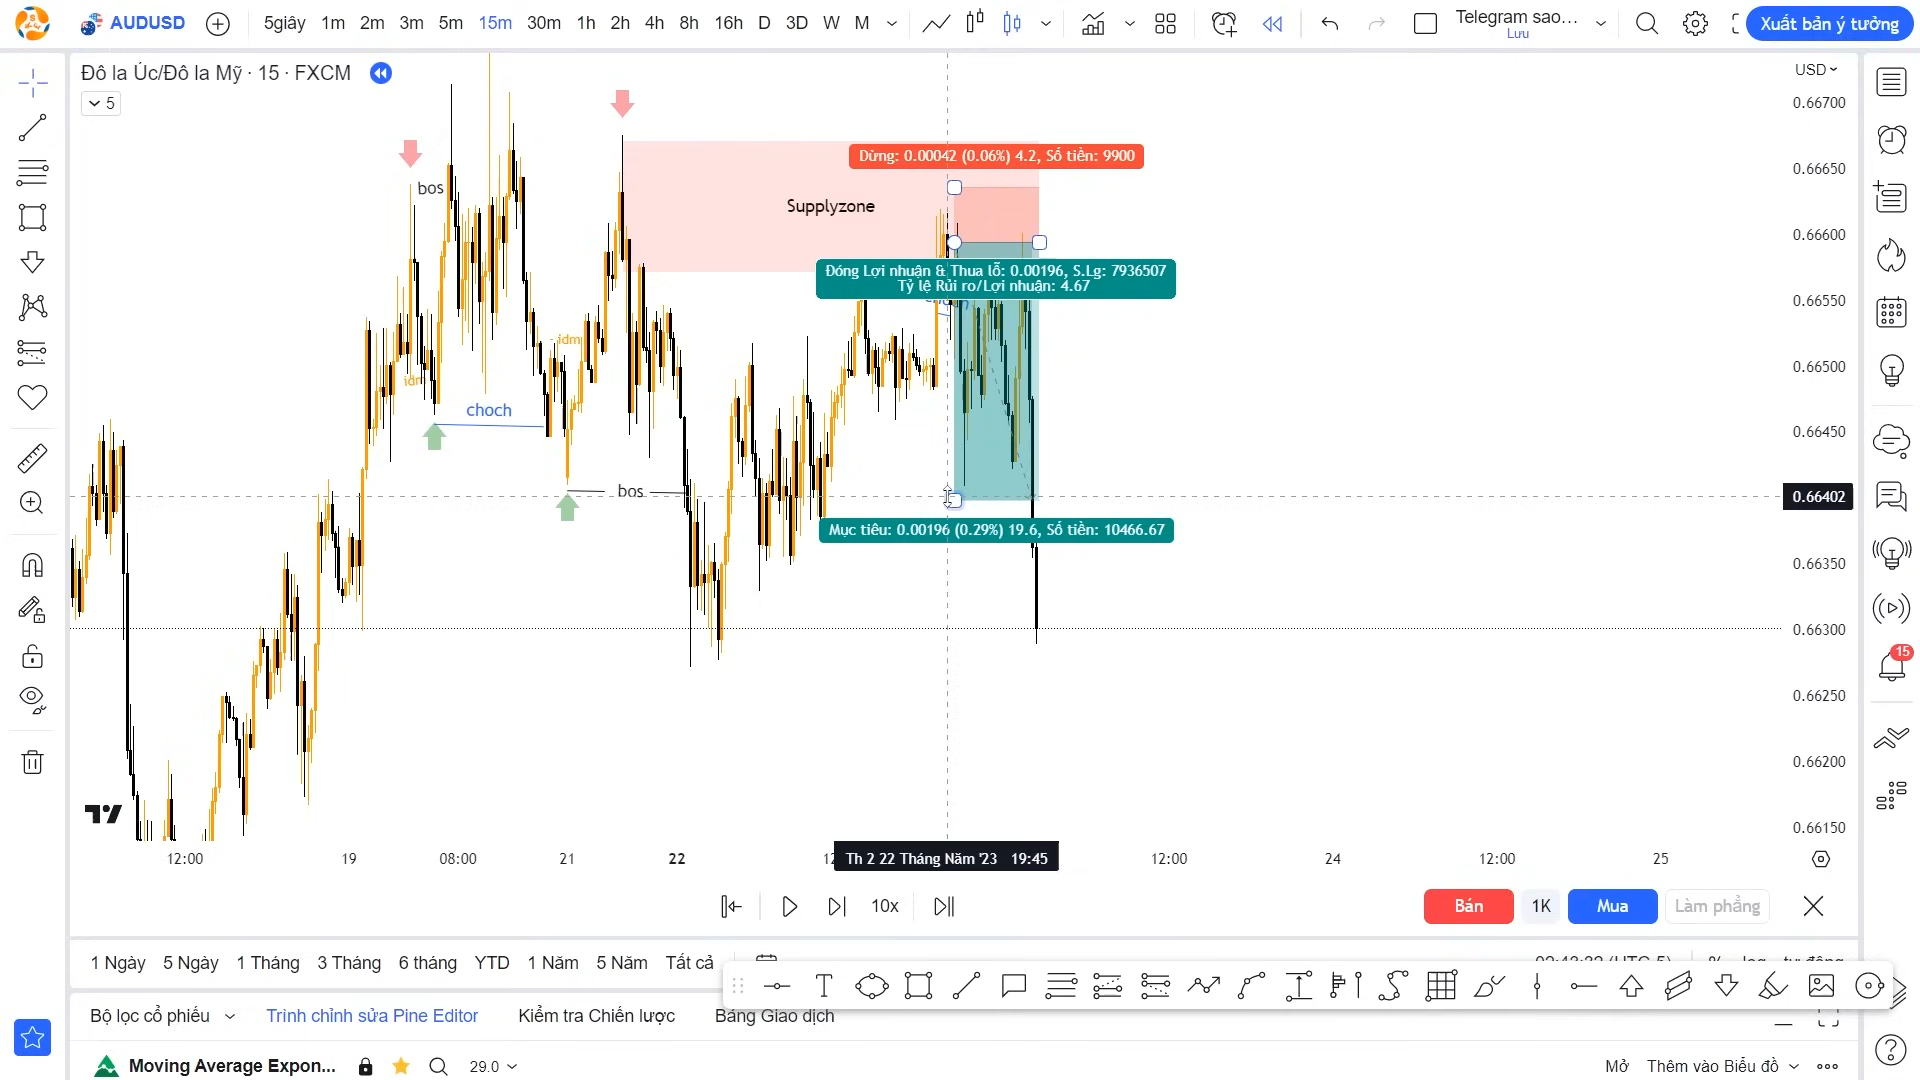 AUDUSD
5giây 1m 2m 3m 5m 15m 30m 1h 2h 4h 8h 16h D 3D W M
Telegram sao...
Lưu
Xuất bản ý tưởng
Đô la Úc/Đô la Mỹ · 15 · FXCM
5
USD
0.66700
0.66650
0.66600
0.66550
0.66500
0.66450
0.66402
0.66350
0.66300
0.66250
0.66200
0.66150
Dừng: 0.00042 (0.06%) 4.2, Số tiền: 9900
bos
Supplyzone
Đóng Lợi nhuận & Thua lỗ: 0.00196, S.Lg: 7936507
Tỷ lệ Rủi ro/Lợi nhuận: 4.67
idm
choch
bos
Mục tiêu: 0.00196 (0.29%) 19.6, Số tiền: 10466.67
15
12:00 19 08:00 21 22 Th 2 22 Tháng Năm '23 19:45 12:00 24 12:00 25
10x
Bán 1K Mua Làm phẳng
1 Ngày 5 Ngày 1 Tháng 3 Tháng 6 tháng YTD 1 Năm 5 Năm Tất cả
Bộ lọc cổ phiếu Trình chỉnh sửa Pine Editor Kiểm tra Chiến lược Bảng Giao dịch
Moving Average Expon... 29.0 Mở Thêm vào Biểu đồ